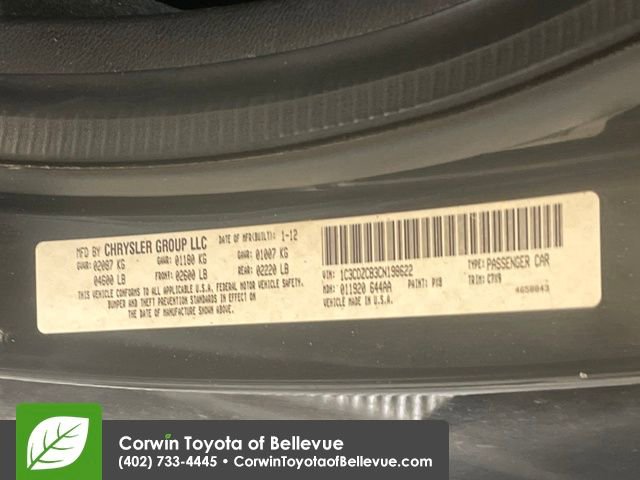 MFD BY CHRYSLER GROUP LLC DATE OF MFR(BUILT): 1-12
GVWR: 02087 KG GAWR: 01180 KG GAWR: 01007 KG
04600 LB FRONT: 02600 LB REAR: 02220 LB
THIS VEHICLE CONFORMS TO ALL APPLICABLE U.S.A. FEDERAL MOTOR VEHICLE SAFETY,
BUMPER AND THEFT PREVENTION STANDARDS IN EFFECT ON
THE DATE OF MANUFACTURE SHOWN ABOVE.
VIN: 1C3CDZCB3CN198622 TYPE: PASSENGER CAR
MDH: 011920 644AA PAINT: PXB TRIM: C7X9
MADE IN U.S.A. 4658043
Corwin Toyota of Bellevue
(402) 733-4445 • CorwinToyotaofBellevue.com